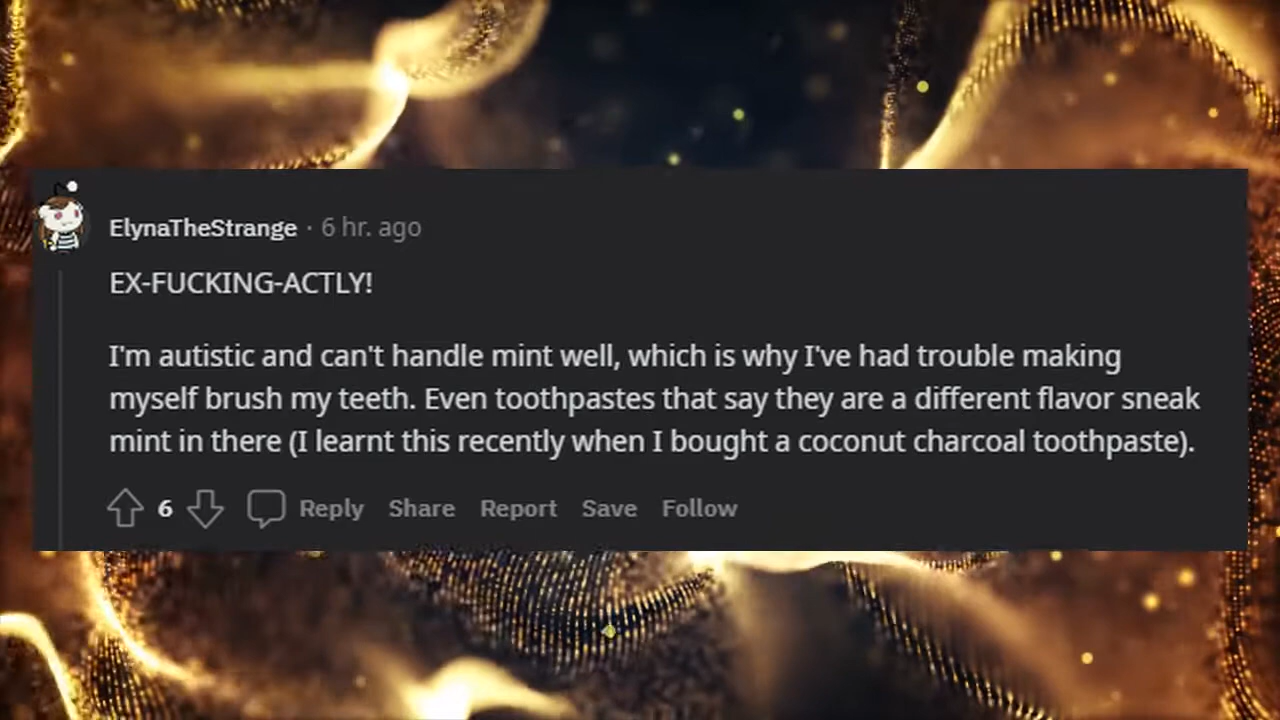 ElynaTheStrange · 6 hr. ago
EX-FUCKING-ACTLY!
I'm autistic and can't handle mint well, which is why I've had trouble making
myself brush my teeth. Even toothpastes that say they are a different flavor sneak
mint in there (I learnt this recently when I bought a coconut charcoal toothpaste).
6 Reply Share Report Save Follow